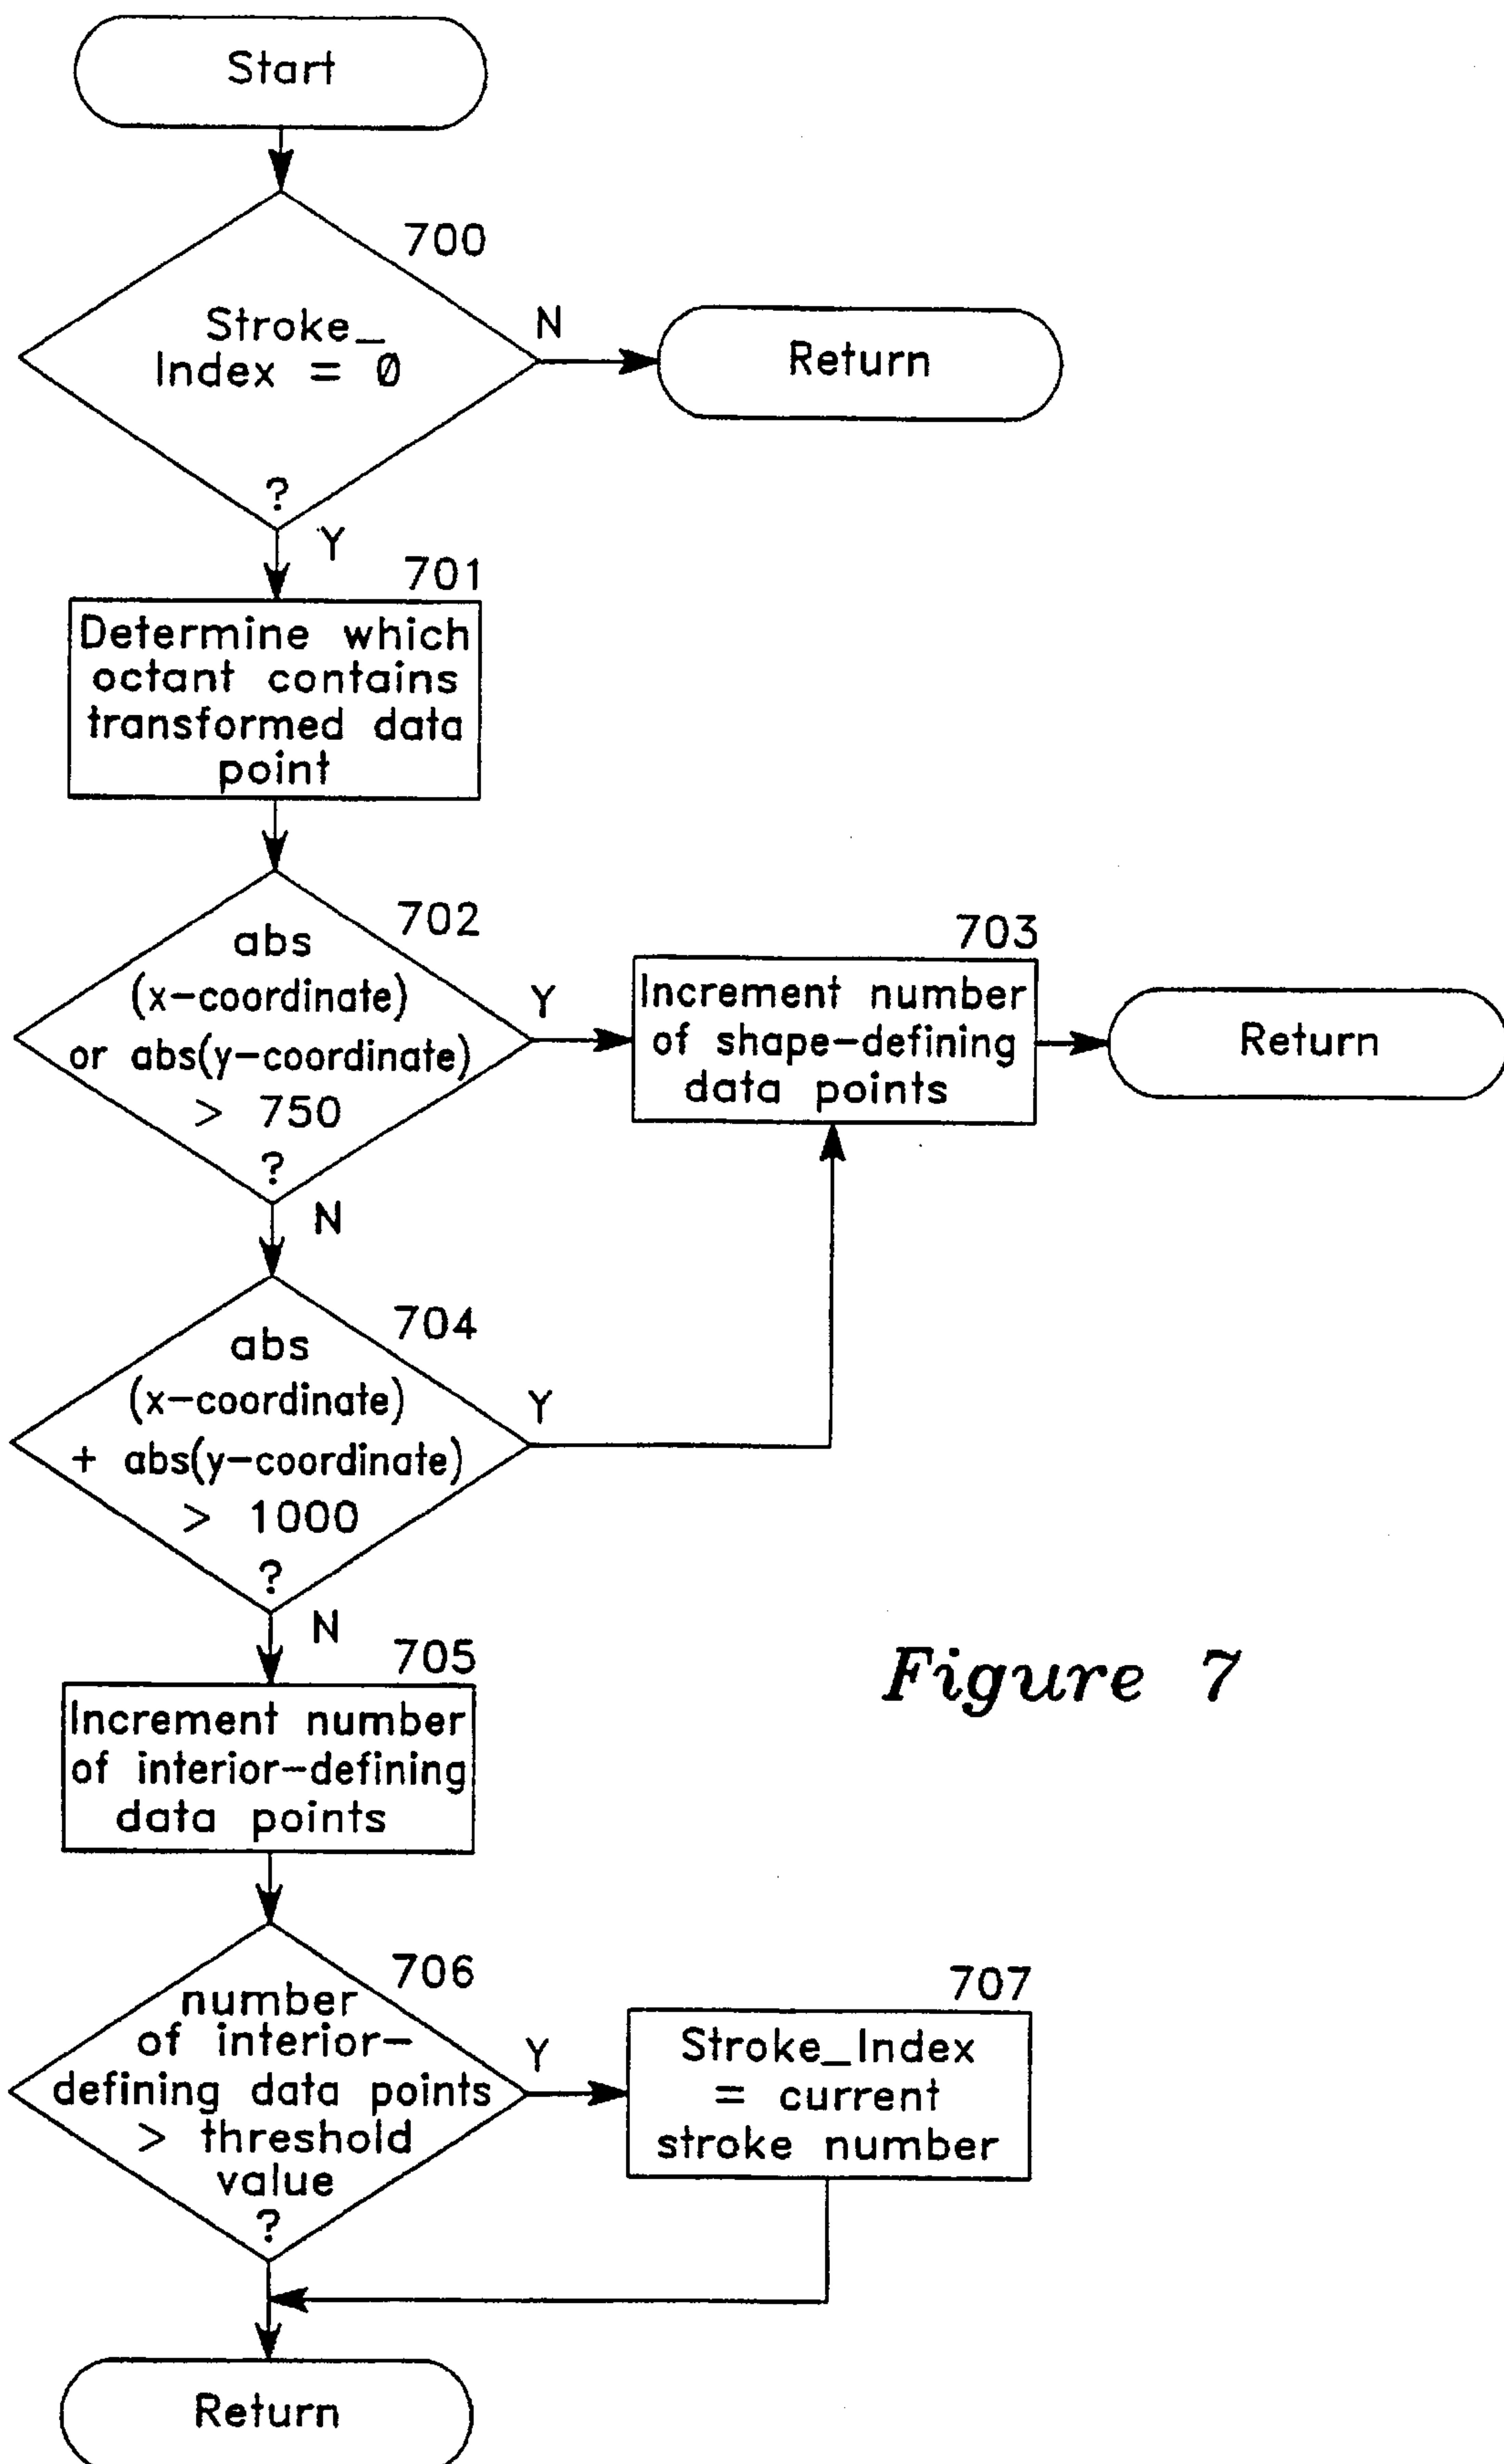 Start
700
Stroke_
Index = 0
?
N
Return
Y
701
Determine which
octant contains
transformed data
point
702
abs
(x-coordinate)
or abs(y-coordinate)
> 750
?
Y
703
Increment number
of shape-defining
data points
Return
N
704
abs
(x-coordinate)
+ abs(y-coordinate)
> 1000
?
Y
N
705
Increment number
of interior-defining
data points
Figure 7
706
number
of interior-
defining data points
> threshold
value
?
Y
707
Stroke_Index
= current
stroke number
Return